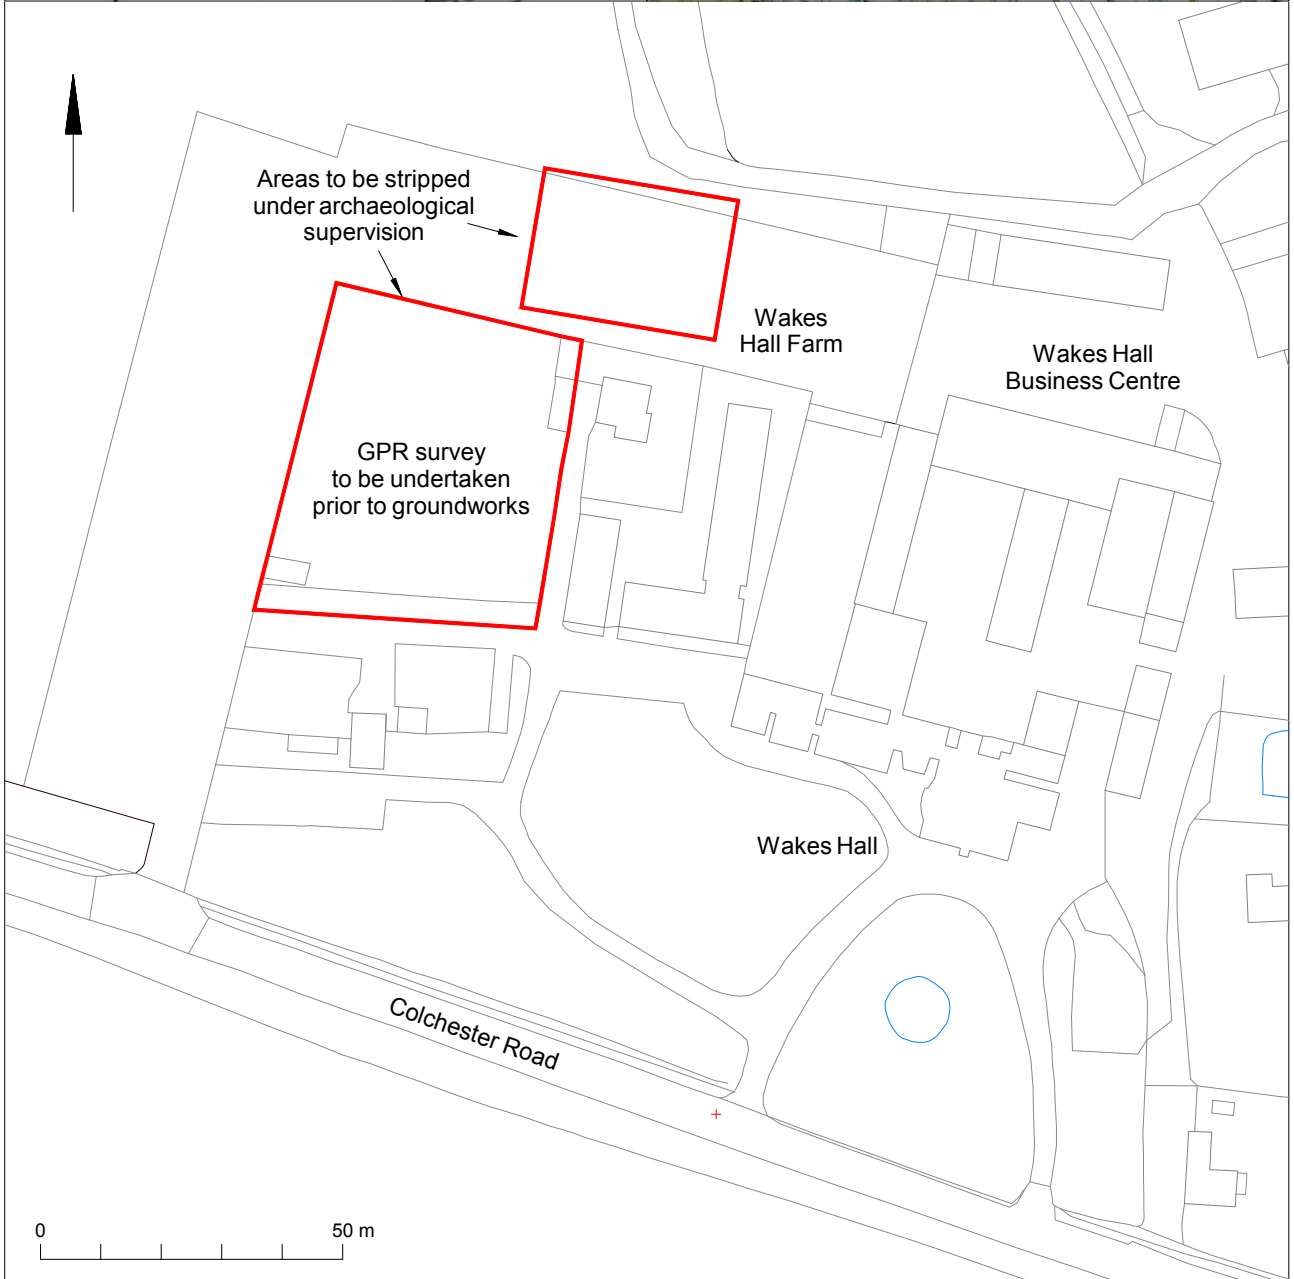 Areas to be stripped
under archaeological
supervision
Wakes
Hall Farm
Wakes Hall
Business Centre
GPR survey
to be undertaken
prior to groundworks
Wakes Hall
Colchester Road
0 50 m